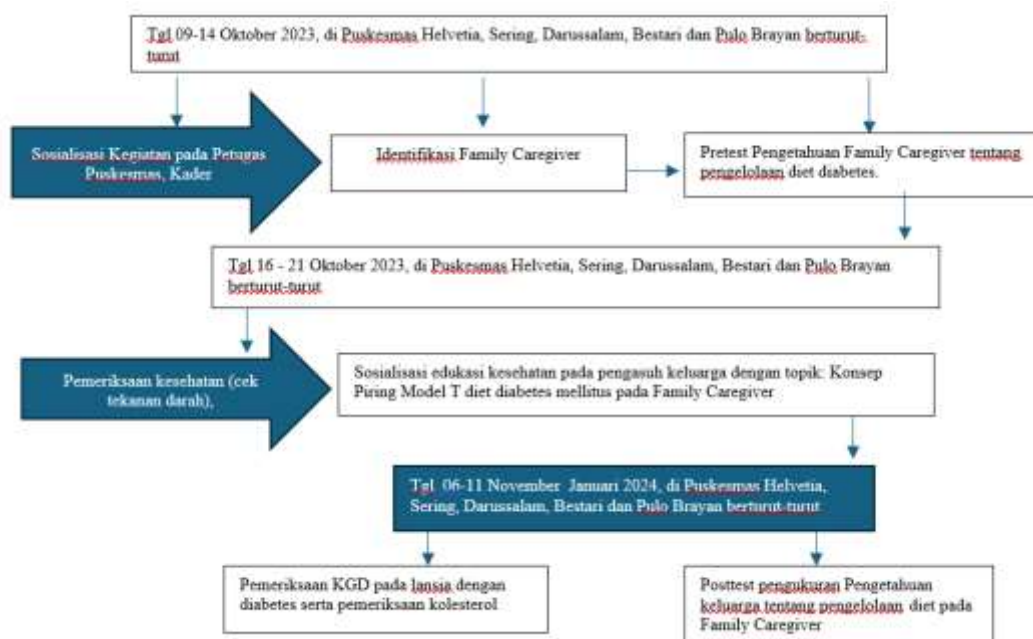 Tgl 09-14 Oktober 2023, di Puskesmas Helvetia, Sering, Darussalam, Bestari dan Pulo Brayan berturut-
turut
Sosialisasi Kegiatan pada Petugas
Puskesmas, Kader
Identifikasi Family Caregiver
Pretest Pengetahuan Family Caregiver tentang
pengelolaan diet diabetes.
Tgl 16 - 21 Oktober 2023, di Puskesmas Helvetia, Sering, Darussalam, Bestari dan Pulo Brayan
berturut-turut
Pemeriksaan kesehatan (cek
tekanan darah),
Sosialisasi edukasi kesehatan pada pengasuh keluarga dengan topik: Konsep
Piring Model T diet diabetes mellitus pada Family Caregiver
Tgl 06-11 November Januari 2024, di Puskesmas Helvetia,
Sering, Darussalam, Bestari dan Pulo Brayan berturut-turut
Pemeriksaan KGD pada lansia dengan
diabetes serta pemeriksaan kolesterol
Posttest pengukuran Pengetahuan
keluarga tentang pengelolaan diet pada
Family Caregiver